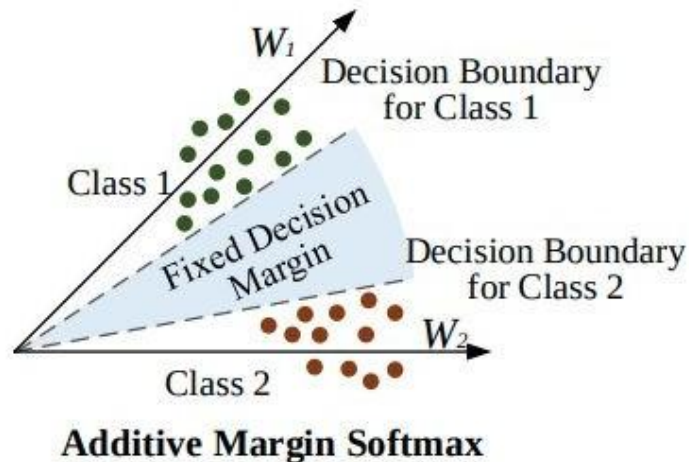 W₁
Decision Boundary
for Class 1
Class 1
Fixed Decision
Margin
Decision Boundary
for Class 2
W₂
Class 2
Additive Margin Softmax